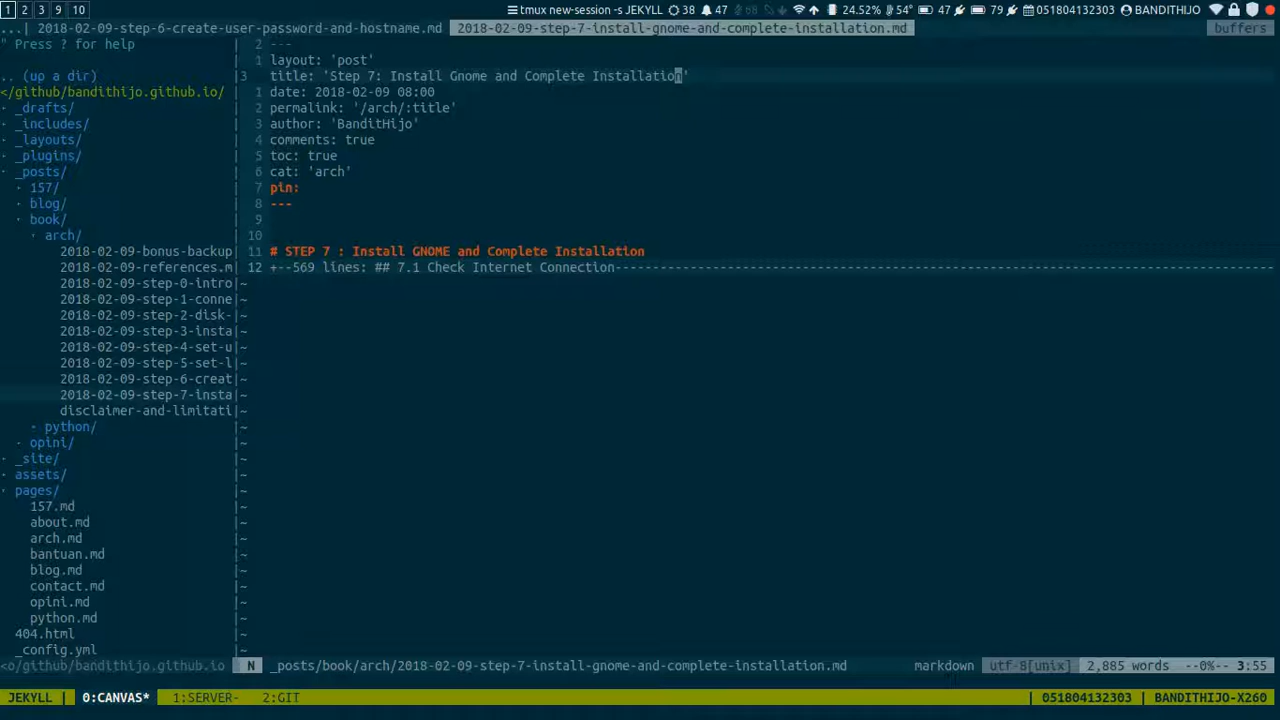 1 2 3 9 10
tmux new-session -s JEKYLL 38 47 68 24.52% 54° 47 79 051804132303 BANDITHIJO
...| 2018-02-09-step-6-create-user-password-and-hostname.md 2018-02-09-step-7-install-gnome-and-complete-installation.md buffers
" Press ? for help
.. (up a dir)
</github/bandithijo.github.io/
· _drafts/
· _includes/
· _layouts/
· _plugins/
· _posts/
· 157/
· blog/
· book/
· arch/
2018-02-09-bonus-backup
2018-02-09-references.m
2018-02-09-step-0-intro
2018-02-09-step-1-conne
2018-02-09-step-2-disk-
2018-02-09-step-3-insta
2018-02-09-step-4-set-u
2018-02-09-step-5-set-l
2018-02-09-step-6-creat
2018-02-09-step-7-insta
disclaimer-and-limitati
· python/
· opini/
· _site/
· assets/
· pages/
157.md
about.md
arch.md
bantuan.md
blog.md
contact.md
opini.md
python.md
404.html
_config.yml
2 ---
1 layout: 'post'
3 title: 'Step 7: Install Gnome and Complete Installation'
1 date: 2018-02-09 08:00
2 permalink: '/arch/:title'
3 author: 'BanditHijo'
4 comments: true
5 toc: true
6 cat: 'arch'
7 pin:
8 ---
9
10
11 # STEP 7 : Install GNOME and Complete Installation
12 +--569 lines: ## 7.1 Check Internet Connection----------------------------------------------------------------------------------------
<o/github/bandithijo.github.io N _posts/book/arch/2018-02-09-step-7-install-gnome-and-complete-installation.md markdown utf-8[unix] 2,885 words --0%-- 3:55
JEKYLL | 0:CANVAS* 1:SERVER- 2:GIT | 051804132303 | BANDITHIJO-X260